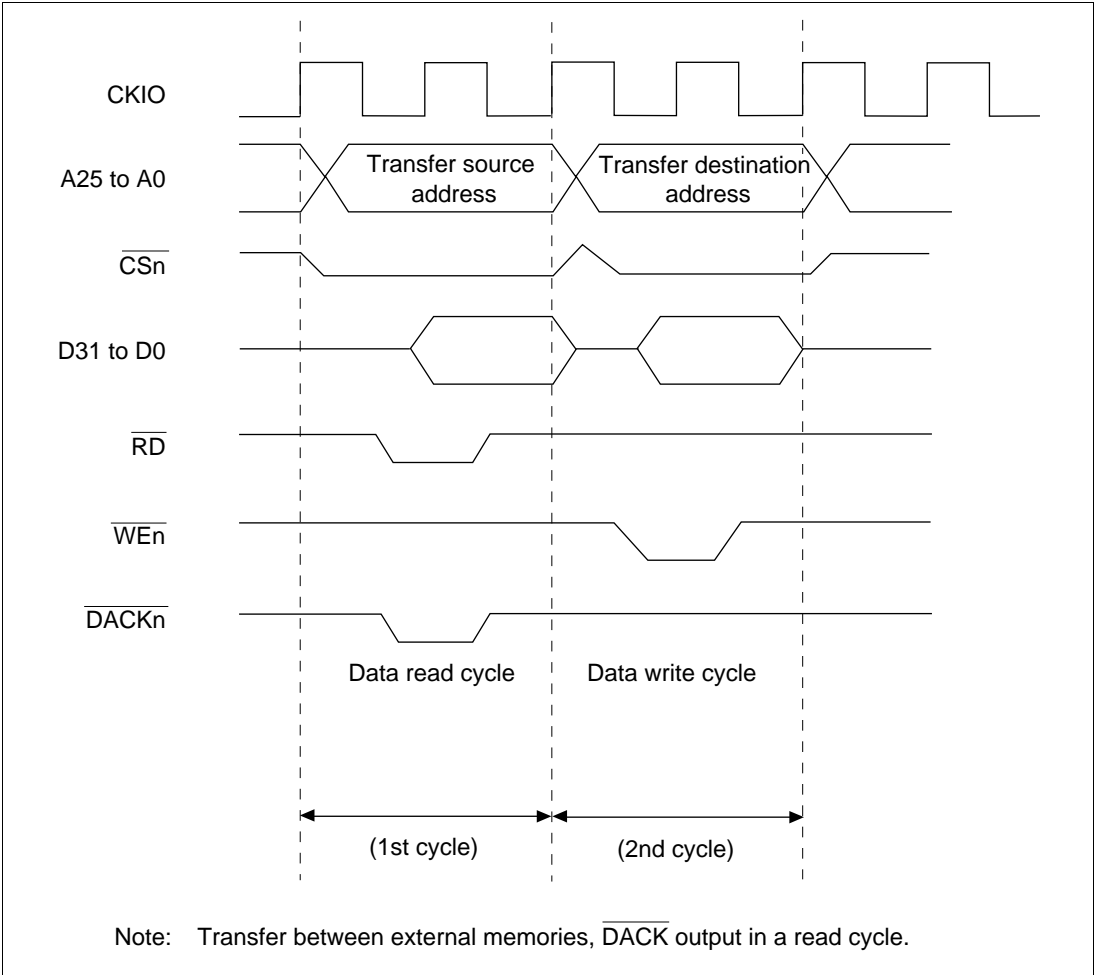 CKIO
A25 to A0
Transfer source
address
Transfer destination
address
CSn
D31 to D0
RD
WEn
DACKn
Data read cycle
Data write cycle
(1st cycle)
(2nd cycle)
Note: Transfer between external memories, DACK output in a read cycle.